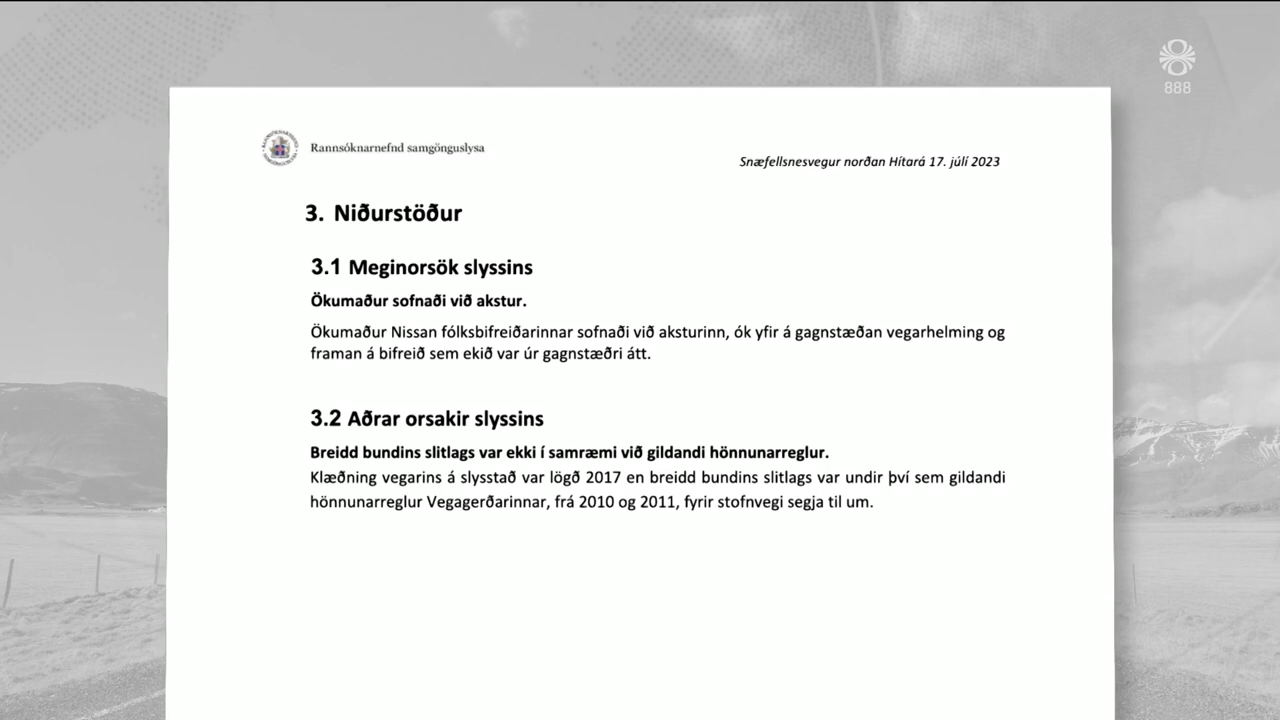 888
Rannsóknarnefnd samgönguslysa
Snæfellsnesvegur norðan Hítará 17. júlí 2023
3. Niðurstöður
3.1 Meginorsök slyssins
Ökumaður sofnaði við akstur.
Ökumaður Nissan fólksbifreiðarinnar sofnaði við aksturinn, ók yfir á gagnstæðan vegarhelming og
framan á bifreið sem ekið var úr gagnstæðri átt.
3.2 Aðrar orsakir slyssins
Breidd bundins slitlags var ekki í samræmi við gildandi hönnunarreglur.
Klæðning vegarins á slysstað var lögð 2017 en breidd bundins slitlags var undir því sem gildandi
hönnunarreglur Vegagerðarinnar, frá 2010 og 2011, fyrir stofnvegi segja til um.